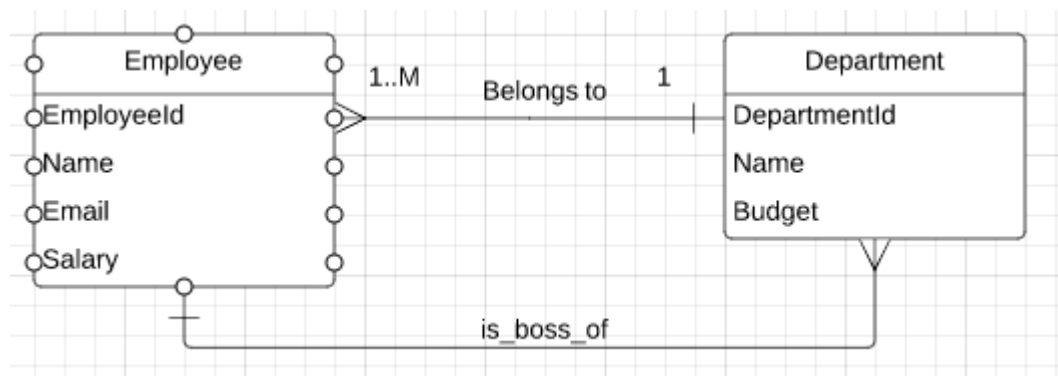 Employee
EmployeeId
Name
Email
Salary
1..M
Belongs to
1
Department
DepartmentId
Name
Budget
is_boss_of